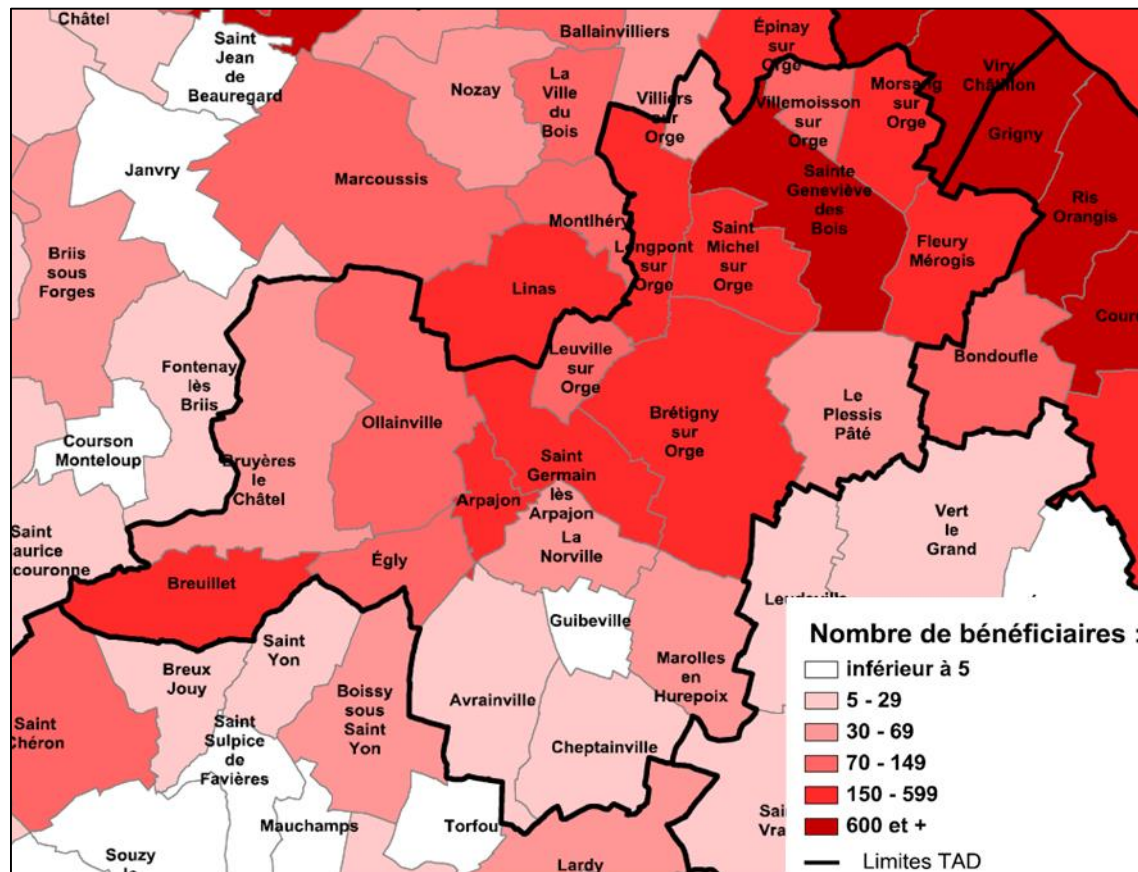 Châtel
Saint
Jean
de
Beauregard
Ballainvilliers
Épinay
sur
Orge
Nozay
La
Ville
du
Bois
Villiers
sur
Orge
Villemoisson
sur
Orge
Morsang
sur
Orge
Viry
Châtillon
Grigny
Janvry
Marcoussis
Sainte
Geneviève
des
Bois
Ris
Orangis
Briis
sous
Forges
Montlhéry
Longpont
sur
Orge
Saint
Michel
sur
Orge
Fleury
Mérogis
Linas
Cour
Fontenay
lès
Briis
Leuville
sur
Orge
Bondoufle
Le
Plessis
Pâté
Ollainville
Brétigny
sur
Orge
Courson
Monteloup
Bruyères
le
Châtel
Saint
Germain
lès
Arpajon
Arpajon
Vert
le
Grand
Saint
aurice
couronne
La
Norville
Égly
Breuillet
Leudeville
Guibeville
Saint
Yon
Breux
Jouy
Marolles
en
Hurepoix
Boissy
sous
Saint
Yon
Avrainville
Saint
Chéron
Saint
Sulpice
de
Favières
Cheptainville
Mauchamps
Torfou
Sain
Vra
Souzy
Lardy
Nombre de bénéficiaires :
inférieur à 5
5 - 29
30 - 69
70 - 149
150 - 599
600 et +
Limites TAD